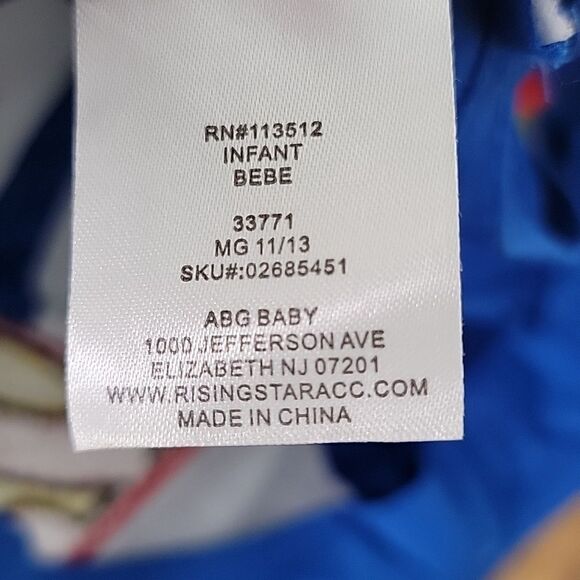 RN#113512
INFANT
BEBE
33771
MG 11/13
SKU#:02685451
ABG BABY
1000 JEFFERSON AVE
ELIZABETH NJ 07201
WWW.RISINGSTARACC.COM
MADE IN CHINA